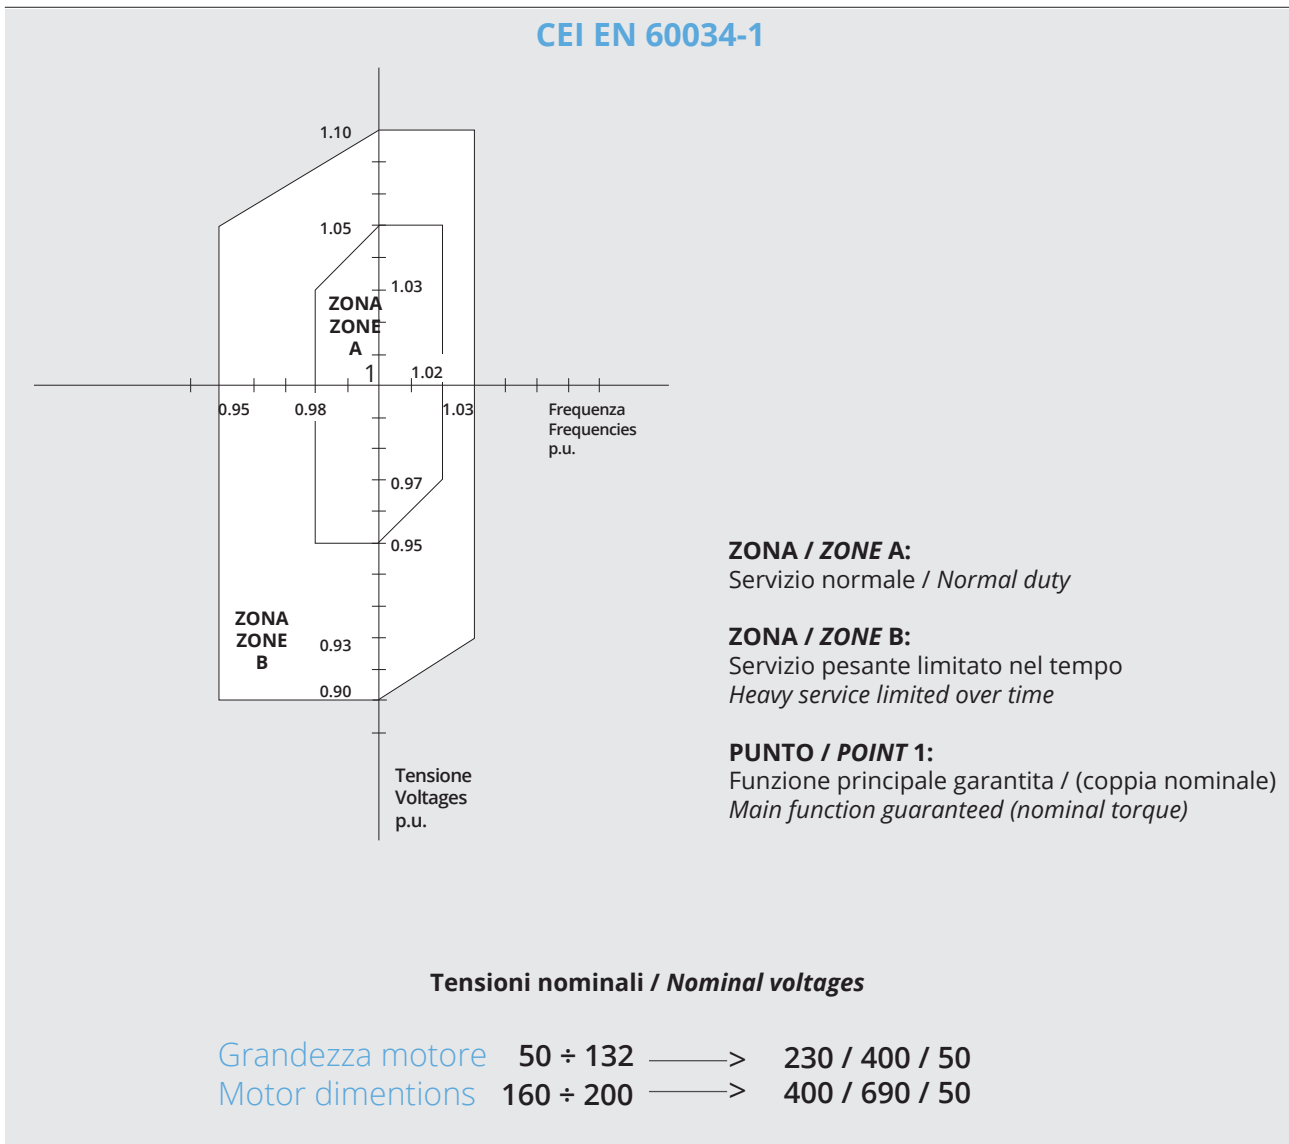 CEI EN 60034-1
1.10
1.05
1.03
ZONA
ZONE
A
1
1.02
0.95
0.98
1.03
Frequenza
Frequencies
p.u.
0.97
0.95
ZONA
ZONE
B
0.93
0.90
Tensione
Voltages
p.u.
ZONA / ZONE A:
Servizio normale / Normal duty
ZONA / ZONE B:
Servizio pesante limitato nel tempo
Heavy service limited over time
PUNTO / POINT 1:
Funzione principale garantita / (coppia nominale)
Main function guaranteed (nominal torque)
Tensioni nominali / Nominal voltages
Grandezza motore 50 ÷ 132 ———> 230 / 400 / 50
Motor dimentions 160 ÷ 200 ———> 400 / 690 / 50